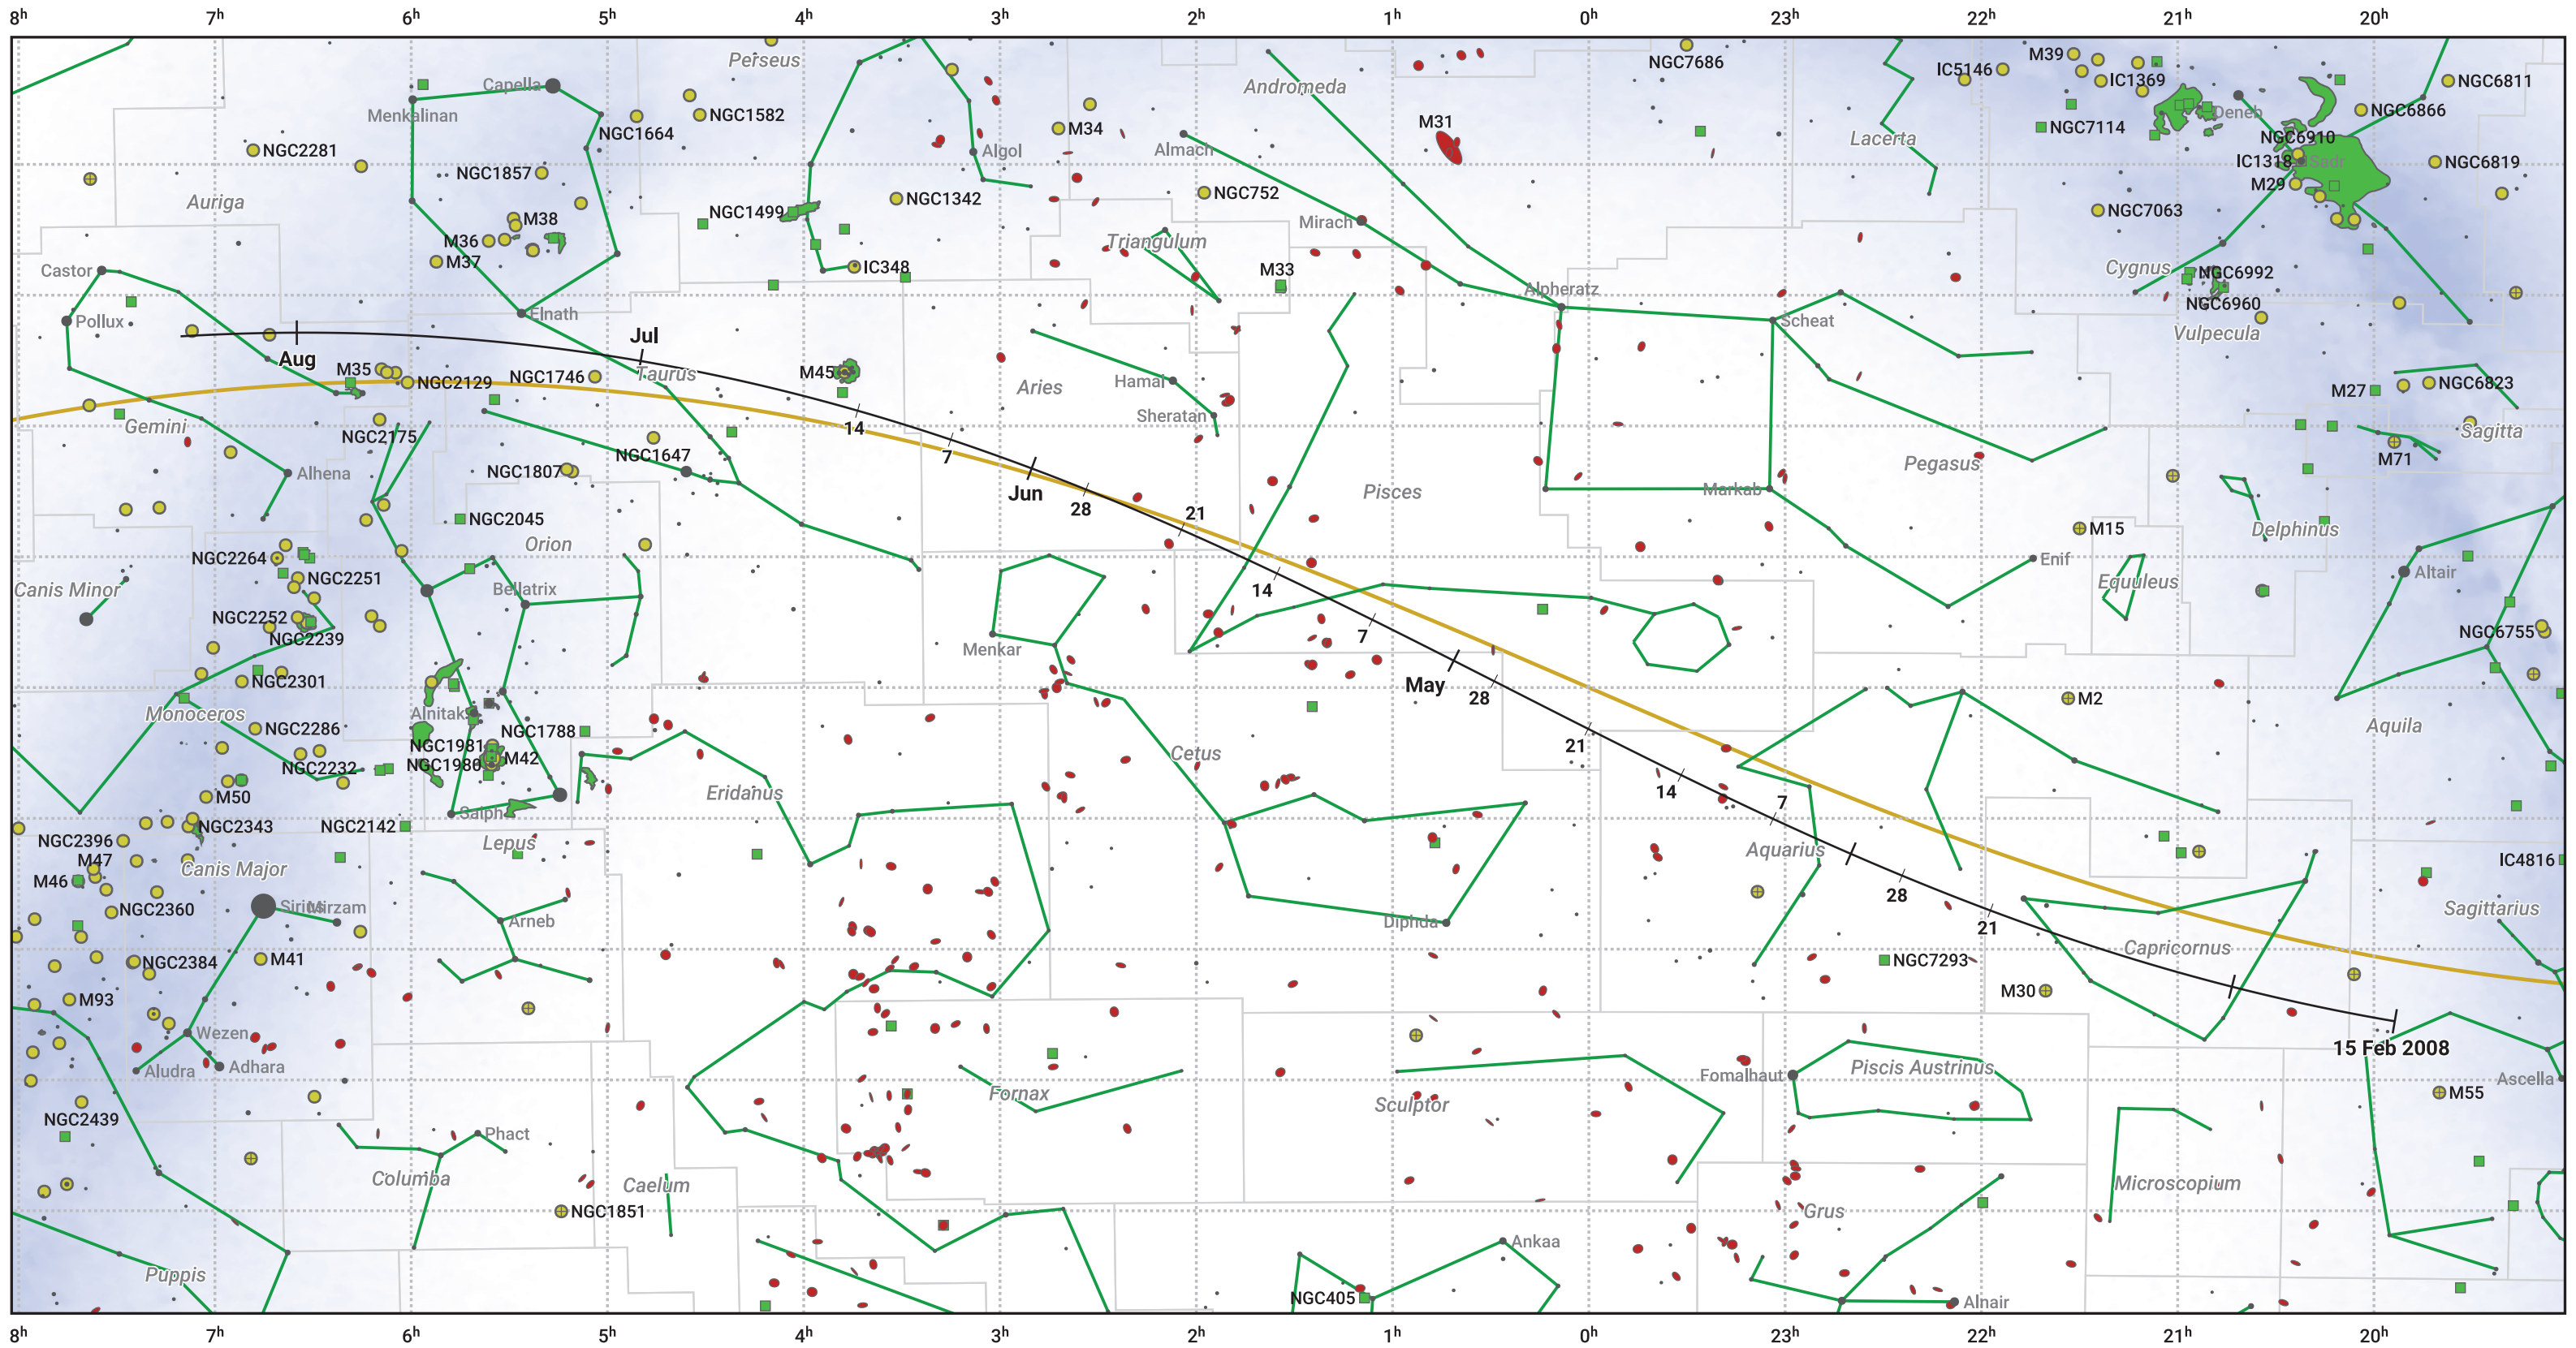 8h 7h 6h 5h 4h 3h 2h 1h 0h 23h 22h 21h 20h
Perseus
NGC7686
M39
IC5146
IC1369
NGC6811
Capella
Andromeda
Menkalinan
NGC1664
NGC1582
M34
M31
NGC7114
Deneb
NGC6866
NGC2281
Algol
Almach
Lacerta
NGC6910
IC1318
Sadr
NGC6819
NGC1857
M29
Auriga
NGC1342
NGC752
M38
NGC1499
Mirach
NGC7063
M36
Triangulum
M37
IC348
Castor
M33
Cygnus
NGC6992
Alpheratz
NGC6960
Pollux
Elnath
Scheat
Vulpecula
Jul
Aug
M35
NGC2129
NGC1746
Taurus
M45
Aries
Hamal
M27
NGC6823
Sheratan
Gemini
NGC2175
14
Sagitta
NGC1647
7
M71
Alhena
NGC1807
Pegasus
Jun
Pisces
Markab
28
21
NGC2045
M15
Delphinus
Orion
NGC2264
Enif
NGC2251
Altair
Canis Minor
Bellatrix
14
Equuleus
NGC2252
NGC2239
7
NGC6755
Menkar
NGC2301
May
28
M2
Monoceros
Alnitak
NGC2286
NGC1788
Aquila
NGC1981
21
Cetus
NGC2232
NGC1980
M42
Eridanus
14
M50
7
Saiph
NGC2343
NGC2142
NGC2396
Lepus
Aquarius
M47
IC4816
Canis Major
M46
28
NGC2360
Sirius
Mirzam
Arneb
Diphda
21
Sagittarius
Capricornus
M41
NGC2384
NGC7293
M93
M30
Wezen
15 Feb 2008
Aludra
Adhara
Fomalhaut
Piscis Austrinus
Ascella
Fornax
Sculptor
M55
NGC2439
Phact
Columba
Caelum
Microscopium
NGC1851
Grus
Ankaa
Puppis
NGC405
Alnair
8h 7h 6h 5h 4h 3h 2h 1h 0h 23h 22h 21h 20h